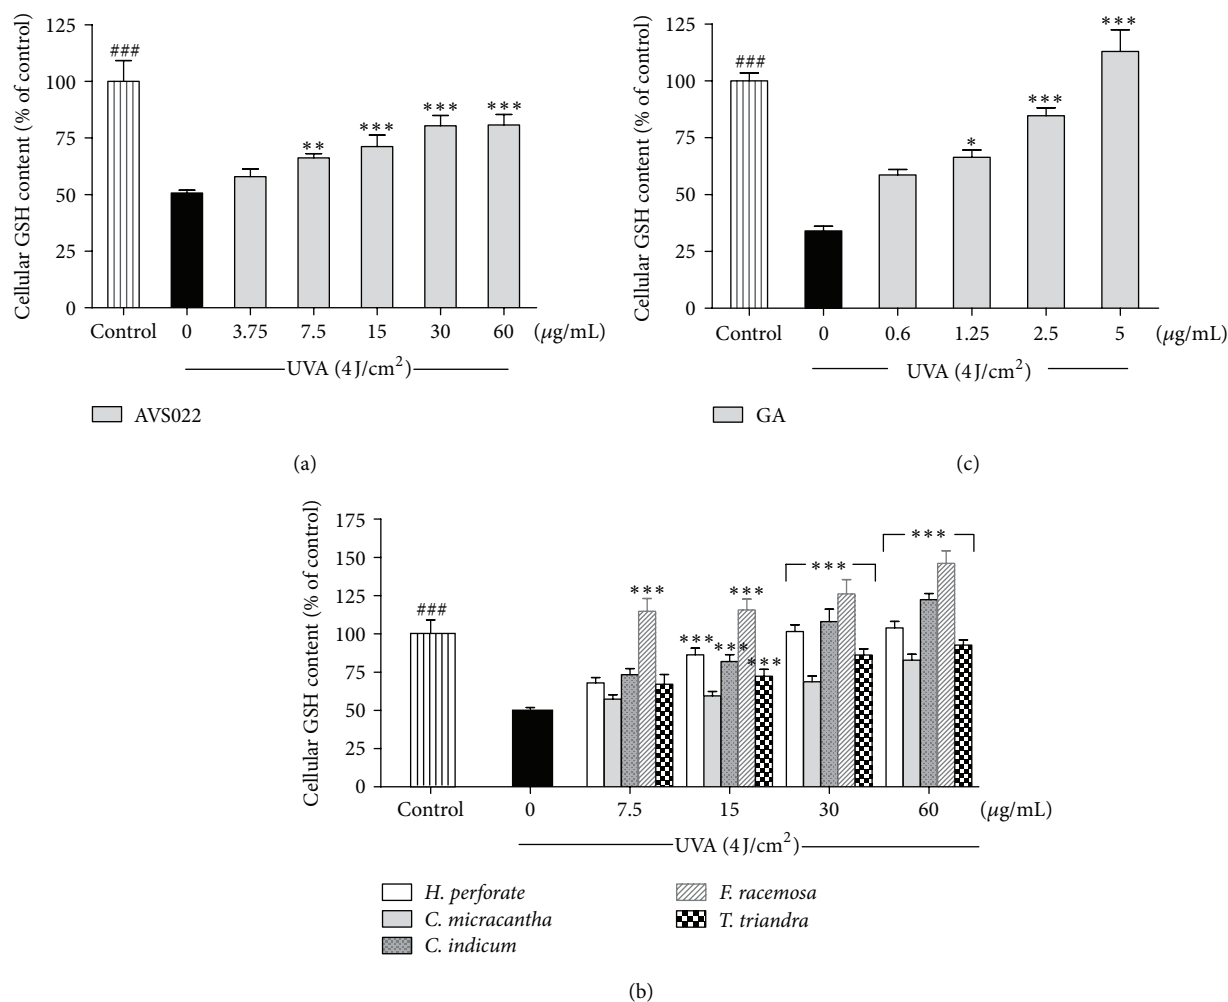 Cellular GSH content (% of control)
125
100
75
50
25
0
###
**
***
***
***
Control 0 3.75 7.5 15 30 60 (μg/mL)
UVA (4 J/cm²)
AVS022
(a)
Cellular GSH content (% of control)
125
100
75
50
25
0
###
*
***
***
Control 0 0.6 1.25 2.5 5 (μg/mL)
UVA (4 J/cm²)
GA
(c)
Cellular GSH content (% of control)
175
150
125
100
75
50
25
0
###
***
***
***
***
***
***
***
Control 0 7.5 15 30 60 (μg/mL)
UVA (4 J/cm²)
H. perforate
C. micracantha
C. indicum
F. racemosa
T. triandra
(b)